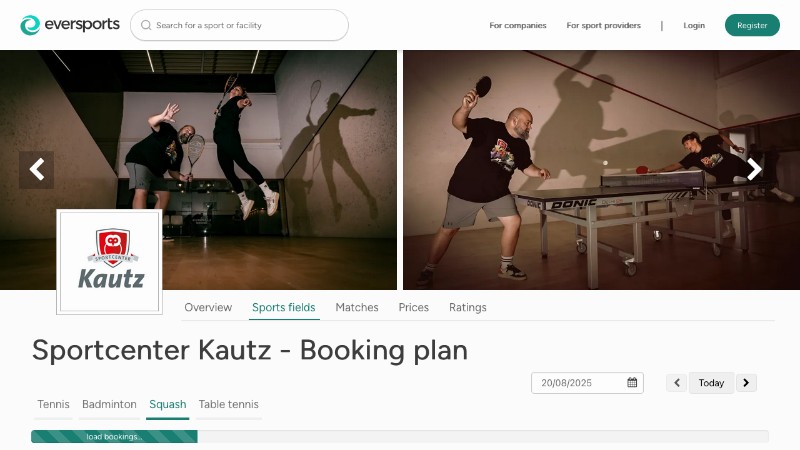 eversports
Search for a sport or facility
For companies
For sport providers
|
Login
Register
DONIC
DONIC
SPORTCENTER
Kautz
Overview
Sports fields
Matches
Prices
Ratings
Sportcenter Kautz - Booking plan
20/08/2025
Today
Tennis
Badminton
Squash
Table tennis
load bookings...